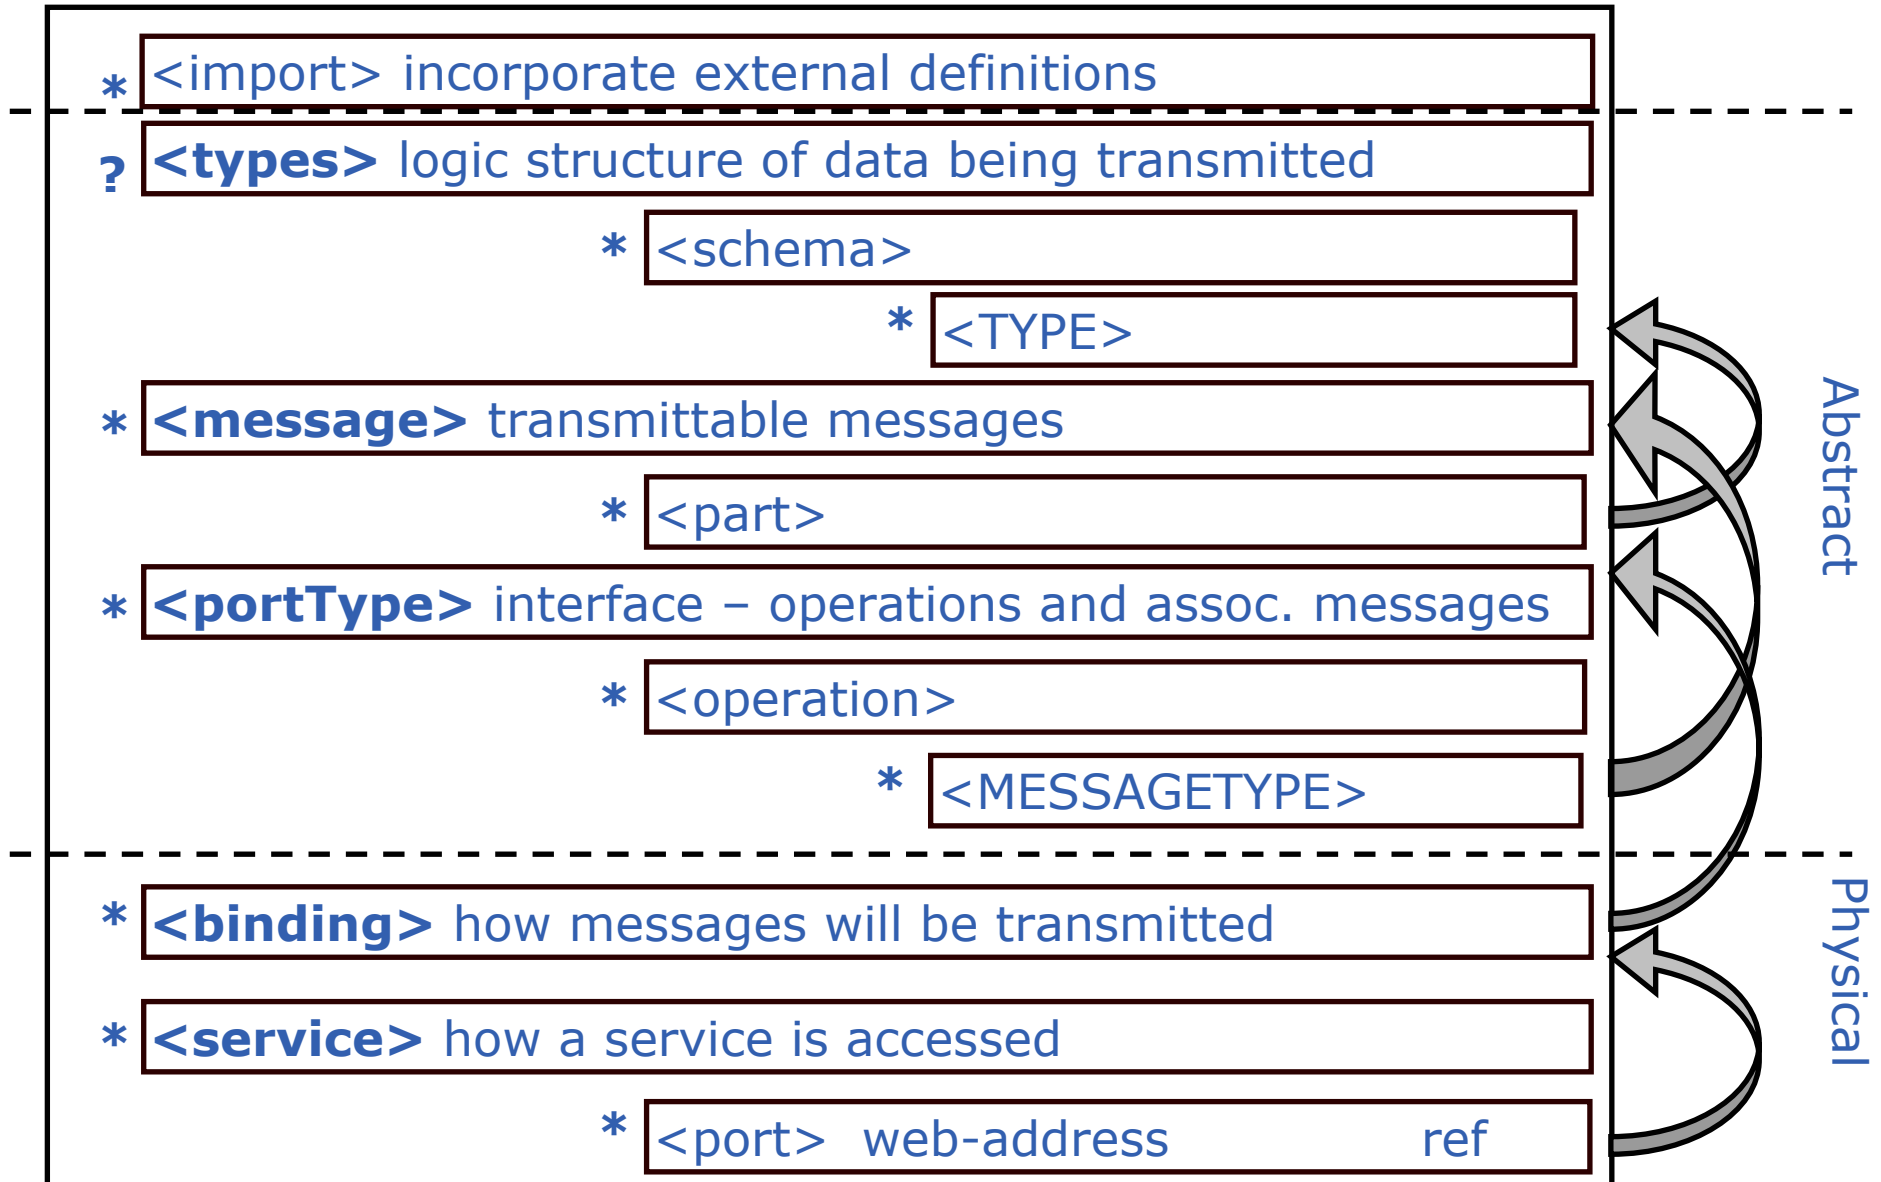 * <import> incorporate external definitions
? <types> logic structure of data being transmitted
* <schema>
* <TYPE>
* <message> transmittable messages
* <part>
* <portType> interface – operations and assoc. messages
* <operation>
* <MESSAGETYPE>
Abstract
* <binding> how messages will be transmitted
* <service> how a service is accessed
* <port> web-address ref
Physical